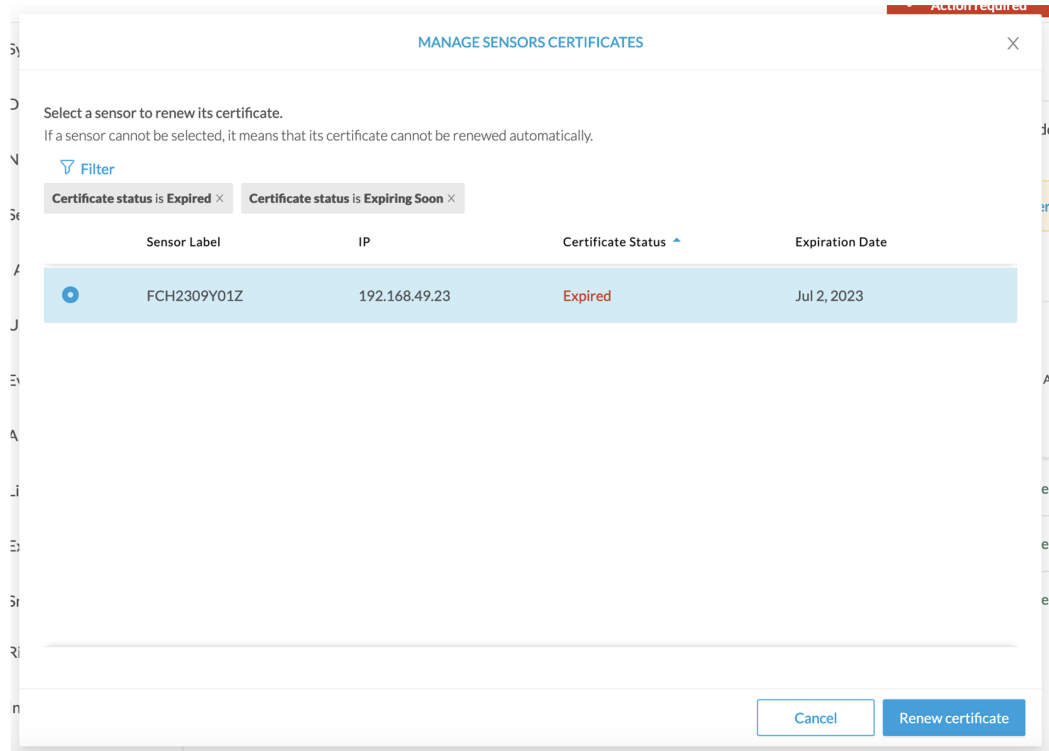 Action required
MANAGE SENSORS CERTIFICATES
Select a sensor to renew its certificate.
If a sensor cannot be selected, it means that its certificate cannot be renewed automatically.
Filter
Certificate status is Expired × Certificate status is Expiring Soon ×
Sensor Label IP Certificate Status Expiration Date
FCH2309Y01Z 192.168.49.23 Expired Jul 2, 2023
Cancel Renew certificate